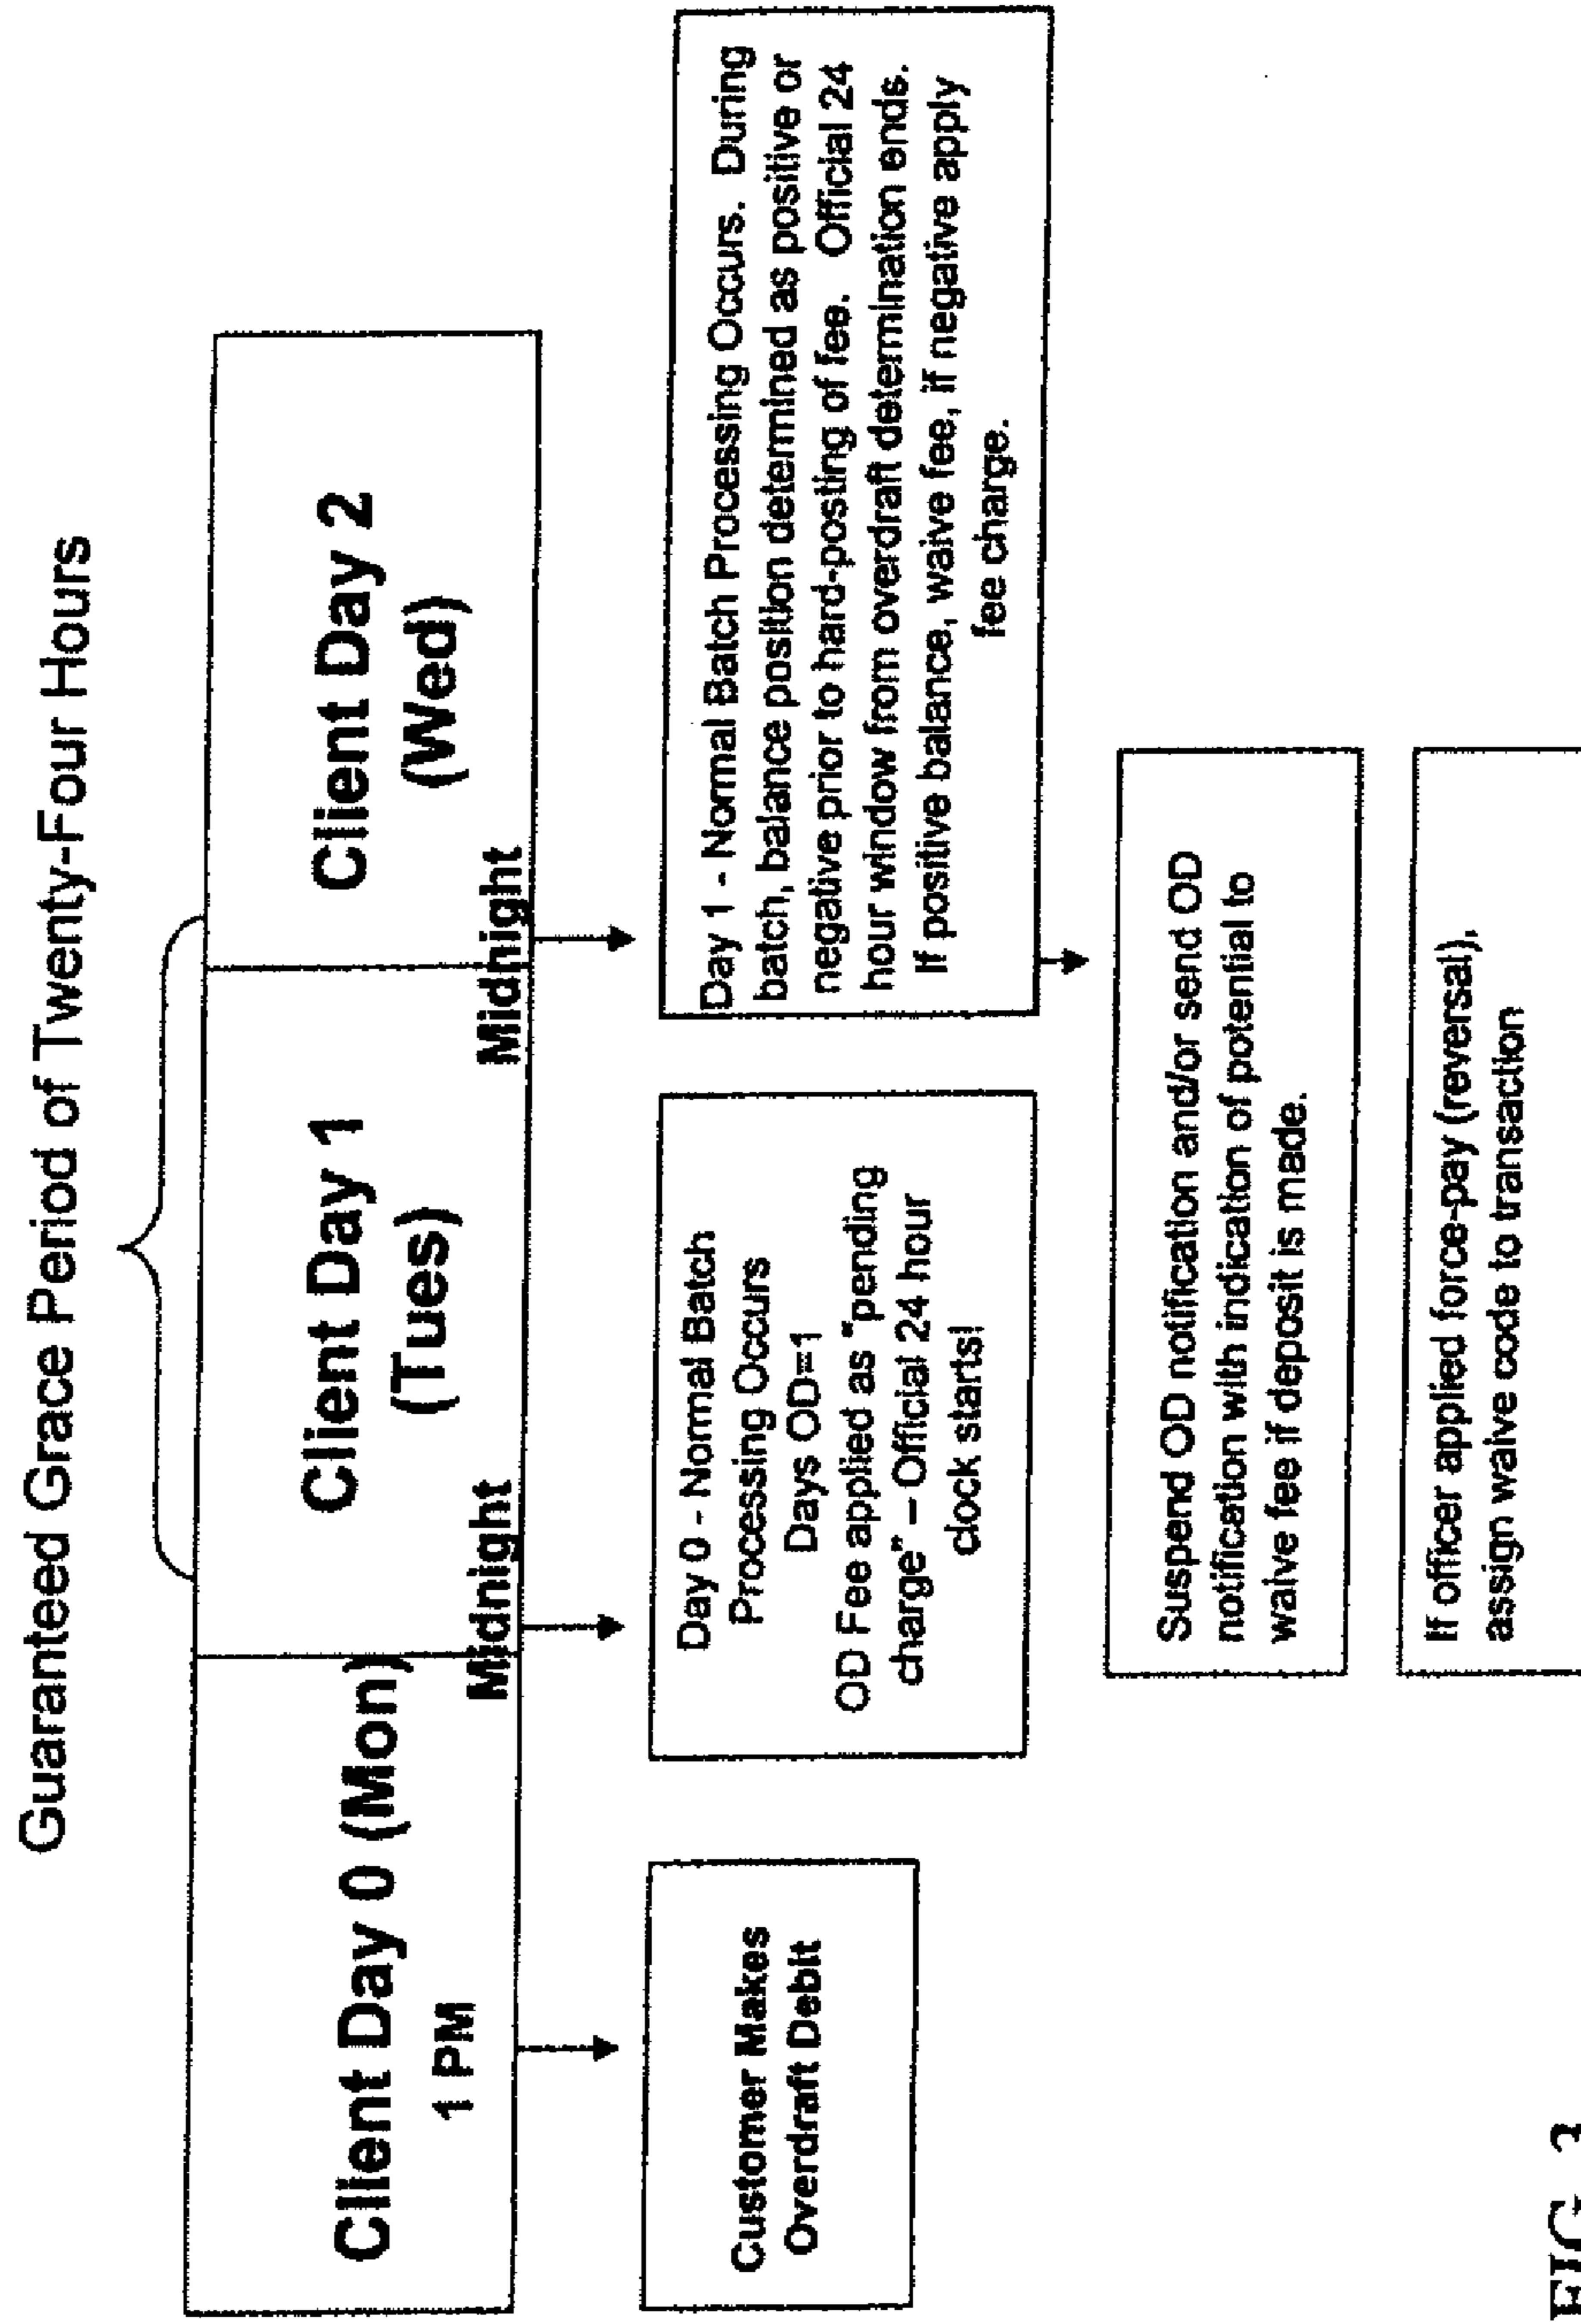 Guaranteed Grace Period of Twenty-Four Hours
Client Day 0 (Mon)
1 PM
Midnight
Client Day 1
(Tues)
Midnight
Client Day 2
(Wed)
Customer Makes
Overdraft Debit
Day 0 - Normal Batch
Processing Occurs
Days OD=1
OD Fee applied as "pending
charge" – Official 24 hour
clock starts!
Day 1 - Normal Batch Processing Occurs. During
batch, balance position determined as positive or
negative prior to hard-posting of fee. Official 24
hour window from overdraft determination ends.
If positive balance, waive fee, if negative apply
fee charge.
Suspend OD notification and/or send OD
notification with indication of potential to
waive fee if deposit is made.
If officer applied force-pay (reversal),
assign waive code to transaction
FIG. 3